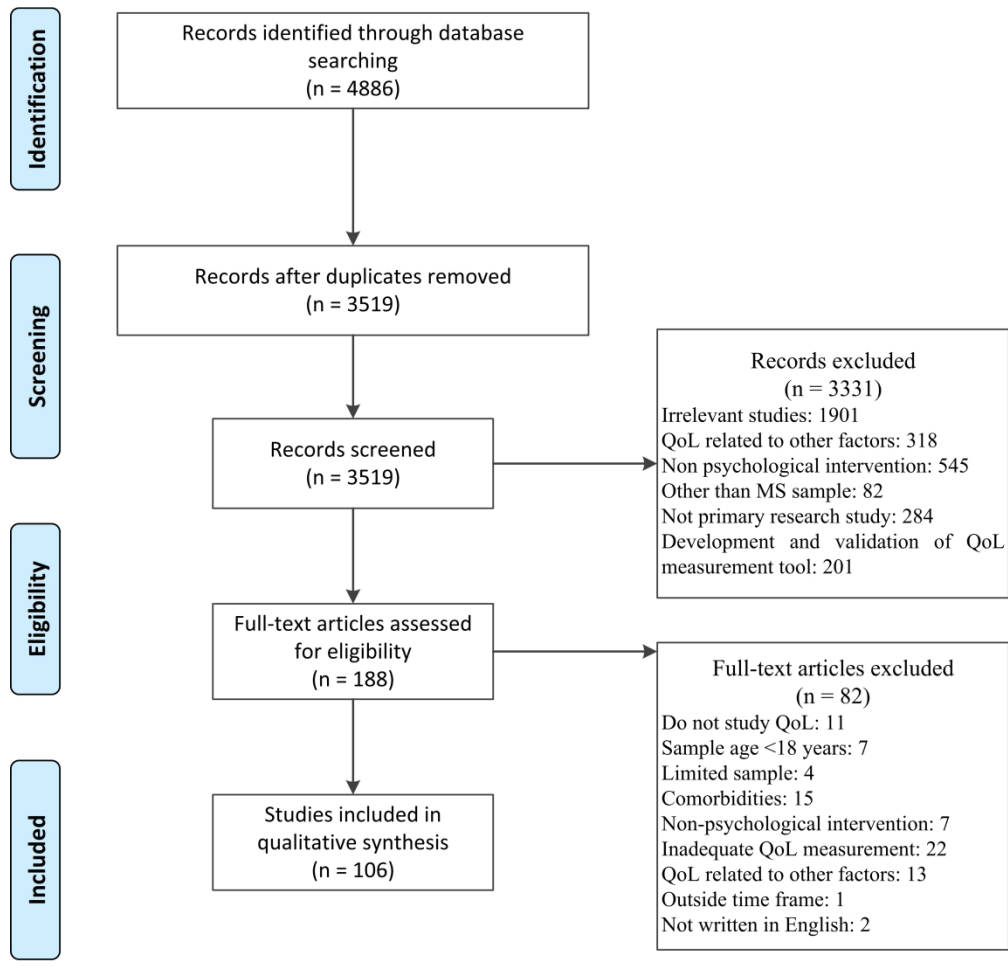 Identification
Records identified through database
searching
(n = 4886)
Screening
Records after duplicates removed
(n = 3519)
Records screened
(n = 3519)
Records excluded
(n = 3331)
Irrelevant studies: 1901
QoL related to other factors: 318
Non psychological intervention: 545
Other than MS sample: 82
Not primary research study: 284
Development and validation of QoL
measurement tool: 201
Eligibility
Full-text articles assessed
for eligibility
(n = 188)
Full-text articles excluded
(n = 82)
Do not study QoL: 11
Sample age <18 years: 7
Limited sample: 4
Comorbidities: 15
Non-psychological intervention: 7
Inadequate QoL measurement: 22
QoL related to other factors: 13
Outside time frame: 1
Not written in English: 2
Included
Studies included in
qualitative synthesis
(n = 106)